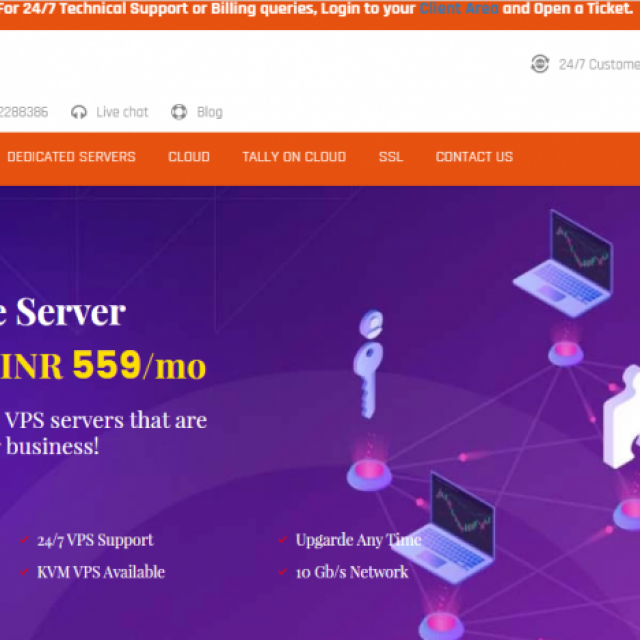 For 24/7 Technical Support or Billing queries, Login to your Client Area and Open a Ticket.
24/7 Custome
2288386 Live chat Blog
DEDICATED SERVERS CLOUD TALLY ON CLOUD SSL CONTACT US
e Server
INR 559/mo
VPS servers that are
business!
24/7 VPS Support Upgarde Any Time
KVM VPS Available 10 Gb/s Network